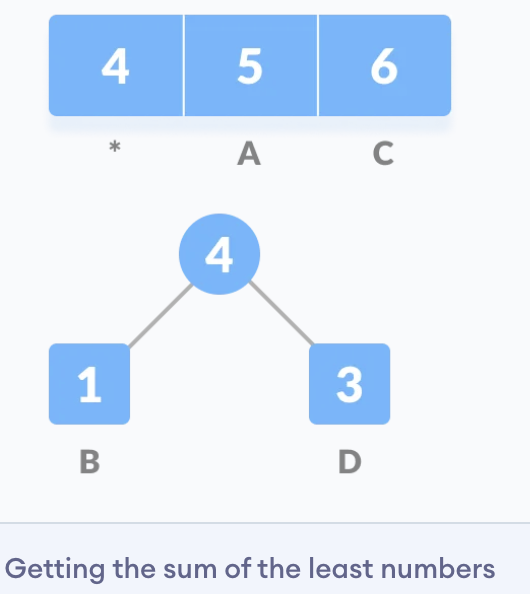 4 5 6
* A C
4
1 3
B D
Getting the sum of the least numbers